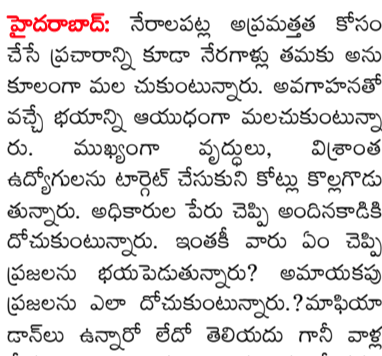 హైదరాబాద్: నేరాలపట్ల అప్రమత్తత కోసం
చేసే ప్రచారాన్ని కూడా నేరగాళ్లు తమకు అను
కూలంగా మల చుకుంటున్నారు. అవగాహనతో
వచ్చే భయాన్ని ఆయుధంగా మలచుకుంటున్నా
రు. ముఖ్యంగా వృద్ధులు, విశ్రాంత
ఉద్యోగులను టార్గెట్ చేసుకుని కోట్లు కొల్లగొడు
తున్నారు. అధికారుల పేరు చెప్పి అందినకాడికి
దోచుకుంటున్నారు. ఇంతకీ వారు ఏం చెప్పి
ప్రజలను భయపెడుతున్నారు? అమాయకపు
ప్రజలను ఎలా దోచుకుంటున్నారు.?మాఫియా
డాన్‌లు ఉన్నారో లేదో తెలియదు గానీ వాళ్ల